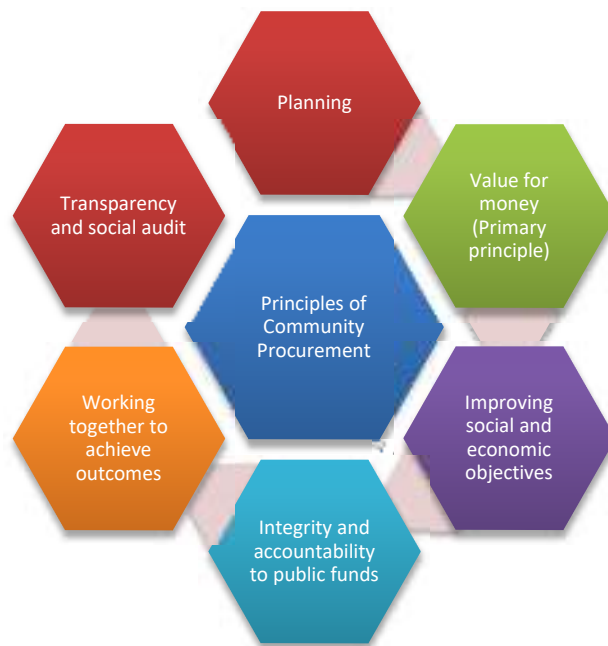 Planning
Value for
money
(Primary
principle)
Transparency
and social audit
Principles of
Community
Procurement
Improving
social and
economic
objectives
Working
together to
achieve
outcomes
Integrity and
accountability
to public funds